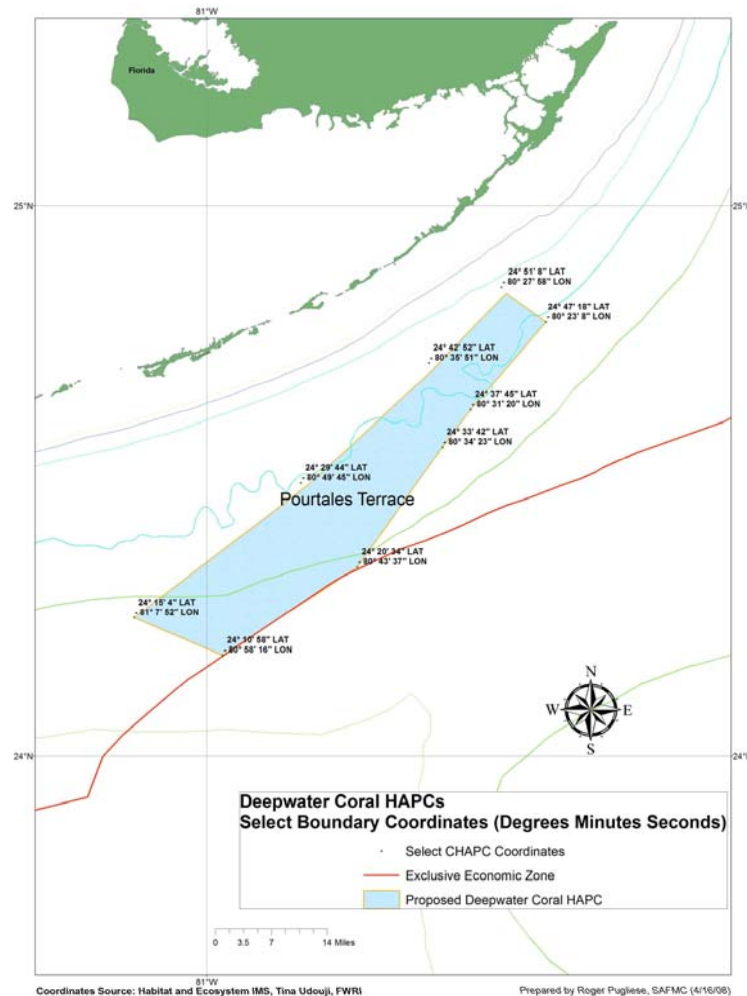 81°W
Florida
25°N
25°N
24° 51' 8" LAT
80° 27' 58" LON
24° 47' 18" LAT
80° 23' 8" LON
24° 42' 52" LAT
80° 35' 51" LON
24° 37' 45" LAT
80° 31' 20" LON
24° 33' 42" LAT
80° 34' 23" LON
24° 29' 44" LAT
80° 49' 45" LON
Pourtales Terrace
24° 20' 34" LAT
80° 43' 37" LON
24° 15' 4" LAT
81° 7' 52" LON
24° 10' 58" LAT
80° 58' 16" LON
N
W E
S
24°N
24°N
Deepwater Coral HAPCs
Select Boundary Coordinates (Degrees Minutes Seconds)
Select CHAPC Coordinates
Exclusive Economic Zone
Proposed Deepwater Coral HAPC
0 3.5 7 14 Miles
81°W
Coordinates Source: Habitat and Ecosystem IMS, Tina Udouji, FWRI
Prepared by Roger Pugliese, SAFMC (4/16/08)